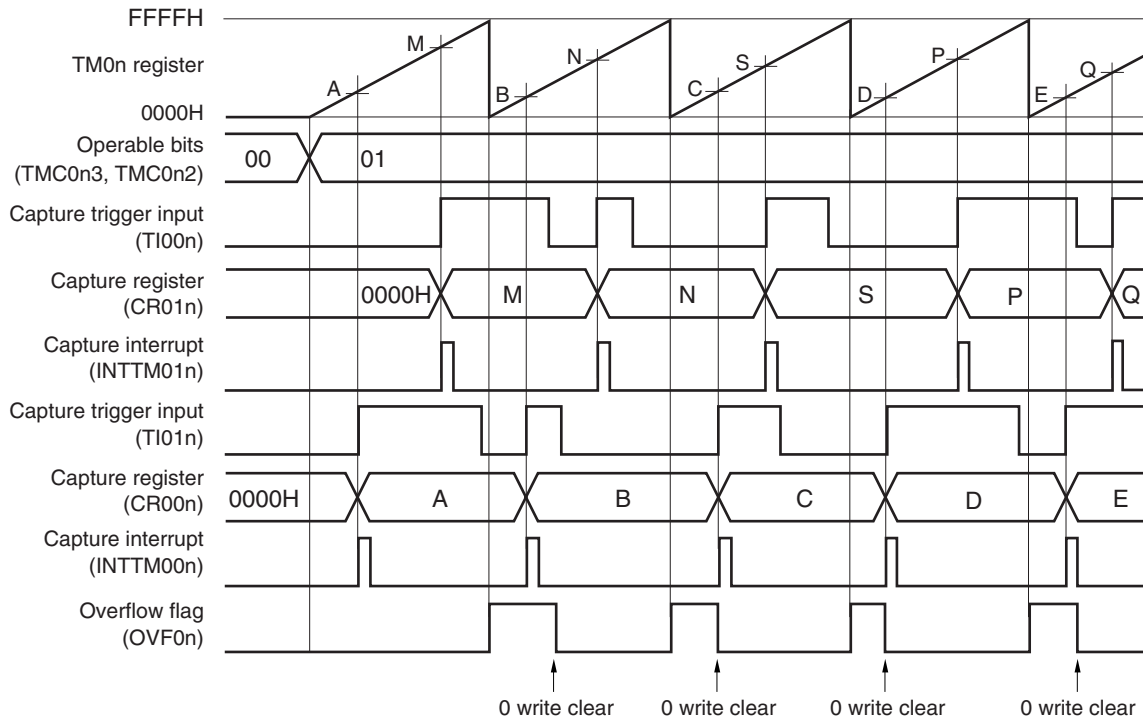 FFFFH
M N S P Q
TM0n register
A B C D E
0000H
Operable bits
(TMC0n3, TMC0n2)
00 01
Capture trigger input
(TI00n)
Capture register
(CR01n)
0000H M N S P Q
Capture interrupt
(INTTM01n)
Capture trigger input
(TI01n)
Capture register
(CR00n)
0000H A B C D E
Capture interrupt
(INTTM00n)
Overflow flag
(OVF0n)
0 write clear 0 write clear 0 write clear 0 write clear